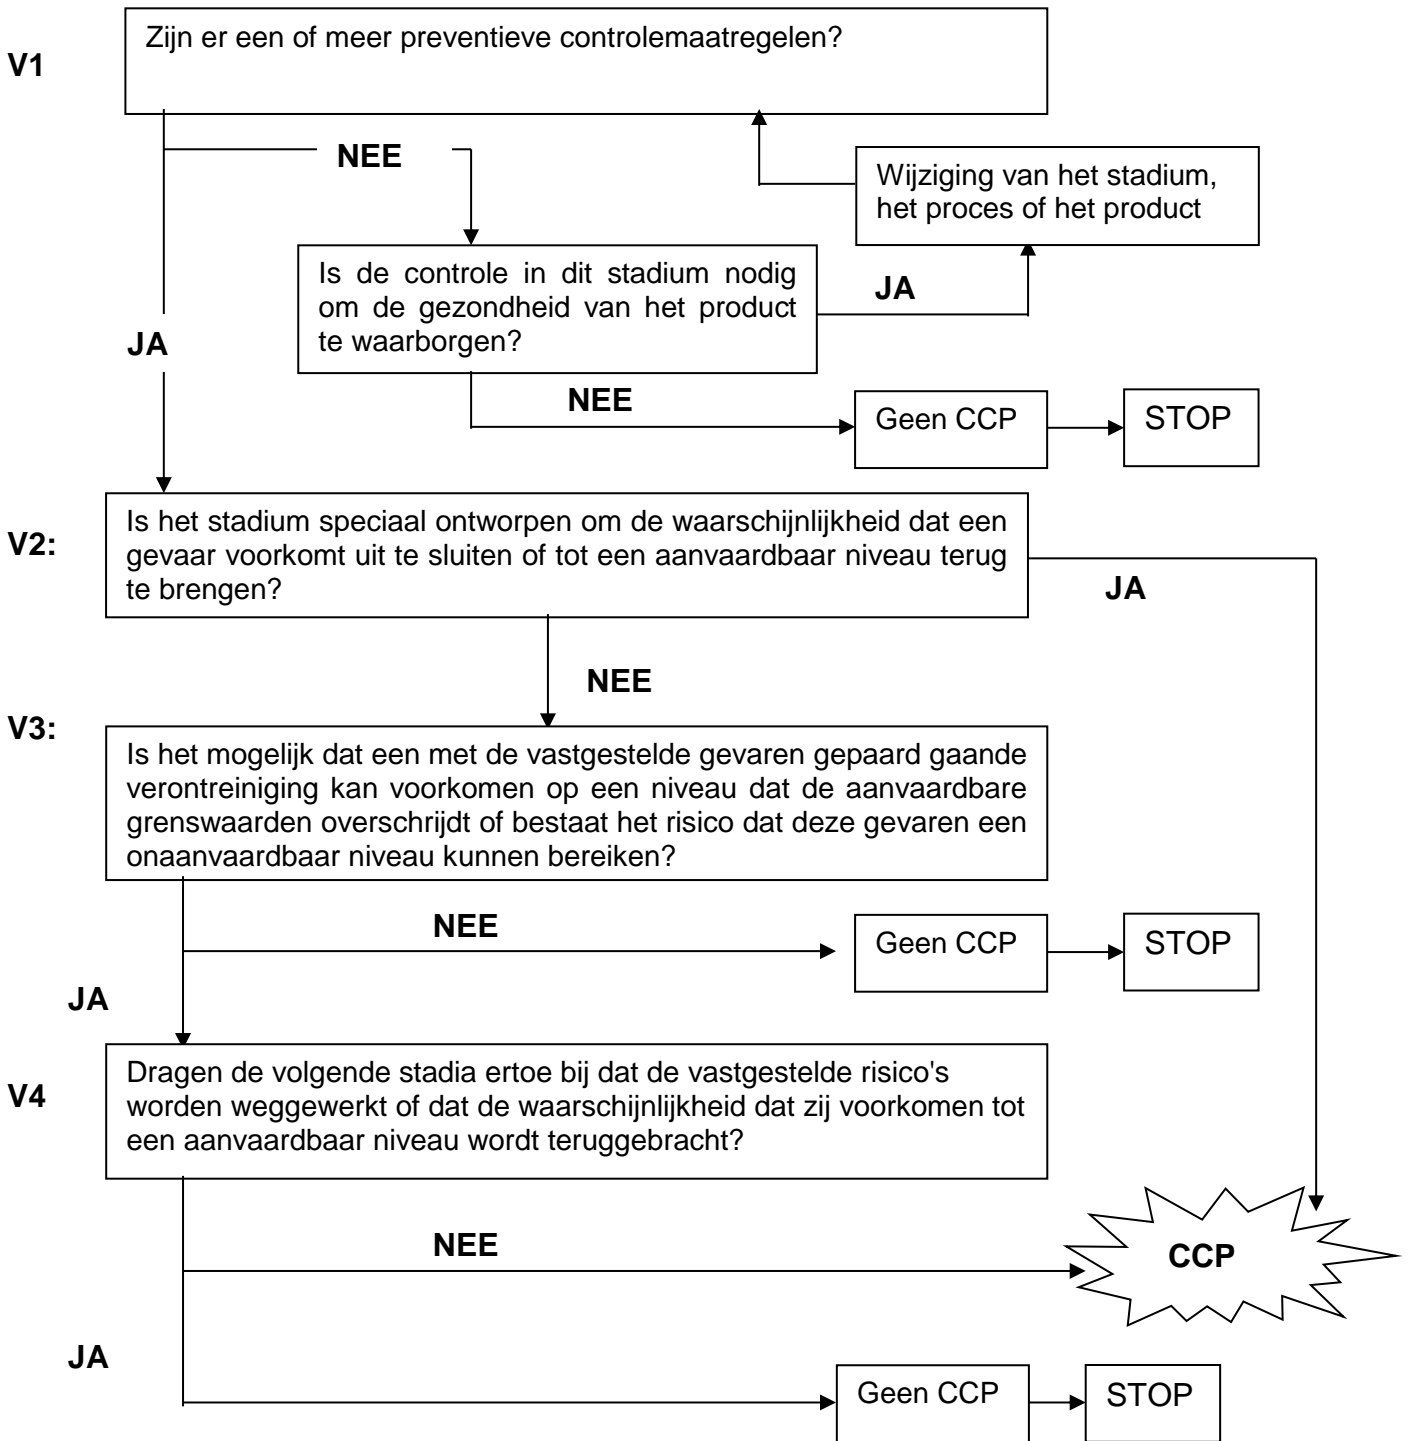 Zijn er een of meer preventieve controlemaatregelen?
V1
NEE
Wijziging van het stadium,
het proces of het product
Is de controle in dit stadium nodig
om de gezondheid van het product
te waarborgen?
JA
JA
NEE
Geen CCP
STOP
V2:
Is het stadium speciaal ontworpen om de waarschijnlijkheid dat een
gevaar voorkomt uit te sluiten of tot een aanvaardbaar niveau terug
te brengen?
JA
NEE
V3:
Is het mogelijk dat een met de vastgestelde gevaren gepaard gaande
verontreiniging kan voorkomen op een niveau dat de aanvaardbare
grenswaarden overschrijdt of bestaat het risico dat deze gevaren een
onaanvaardbaar niveau kunnen bereiken?
NEE
Geen CCP
STOP
JA
V4
Dragen de volgende stadia ertoe bij dat de vastgestelde risico's
worden weggewerkt of dat de waarschijnlijkheid dat zij voorkomen tot
een aanvaardbaar niveau wordt teruggebracht?
NEE
CCP
JA
Geen CCP
STOP